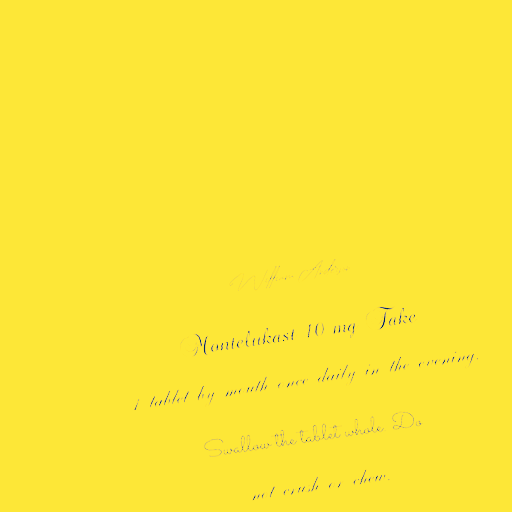 Montelukast 10 mg Take
1 tablet by mouth once daily in the evening.
Swallow the tablet whole. Do
not crush or chew.